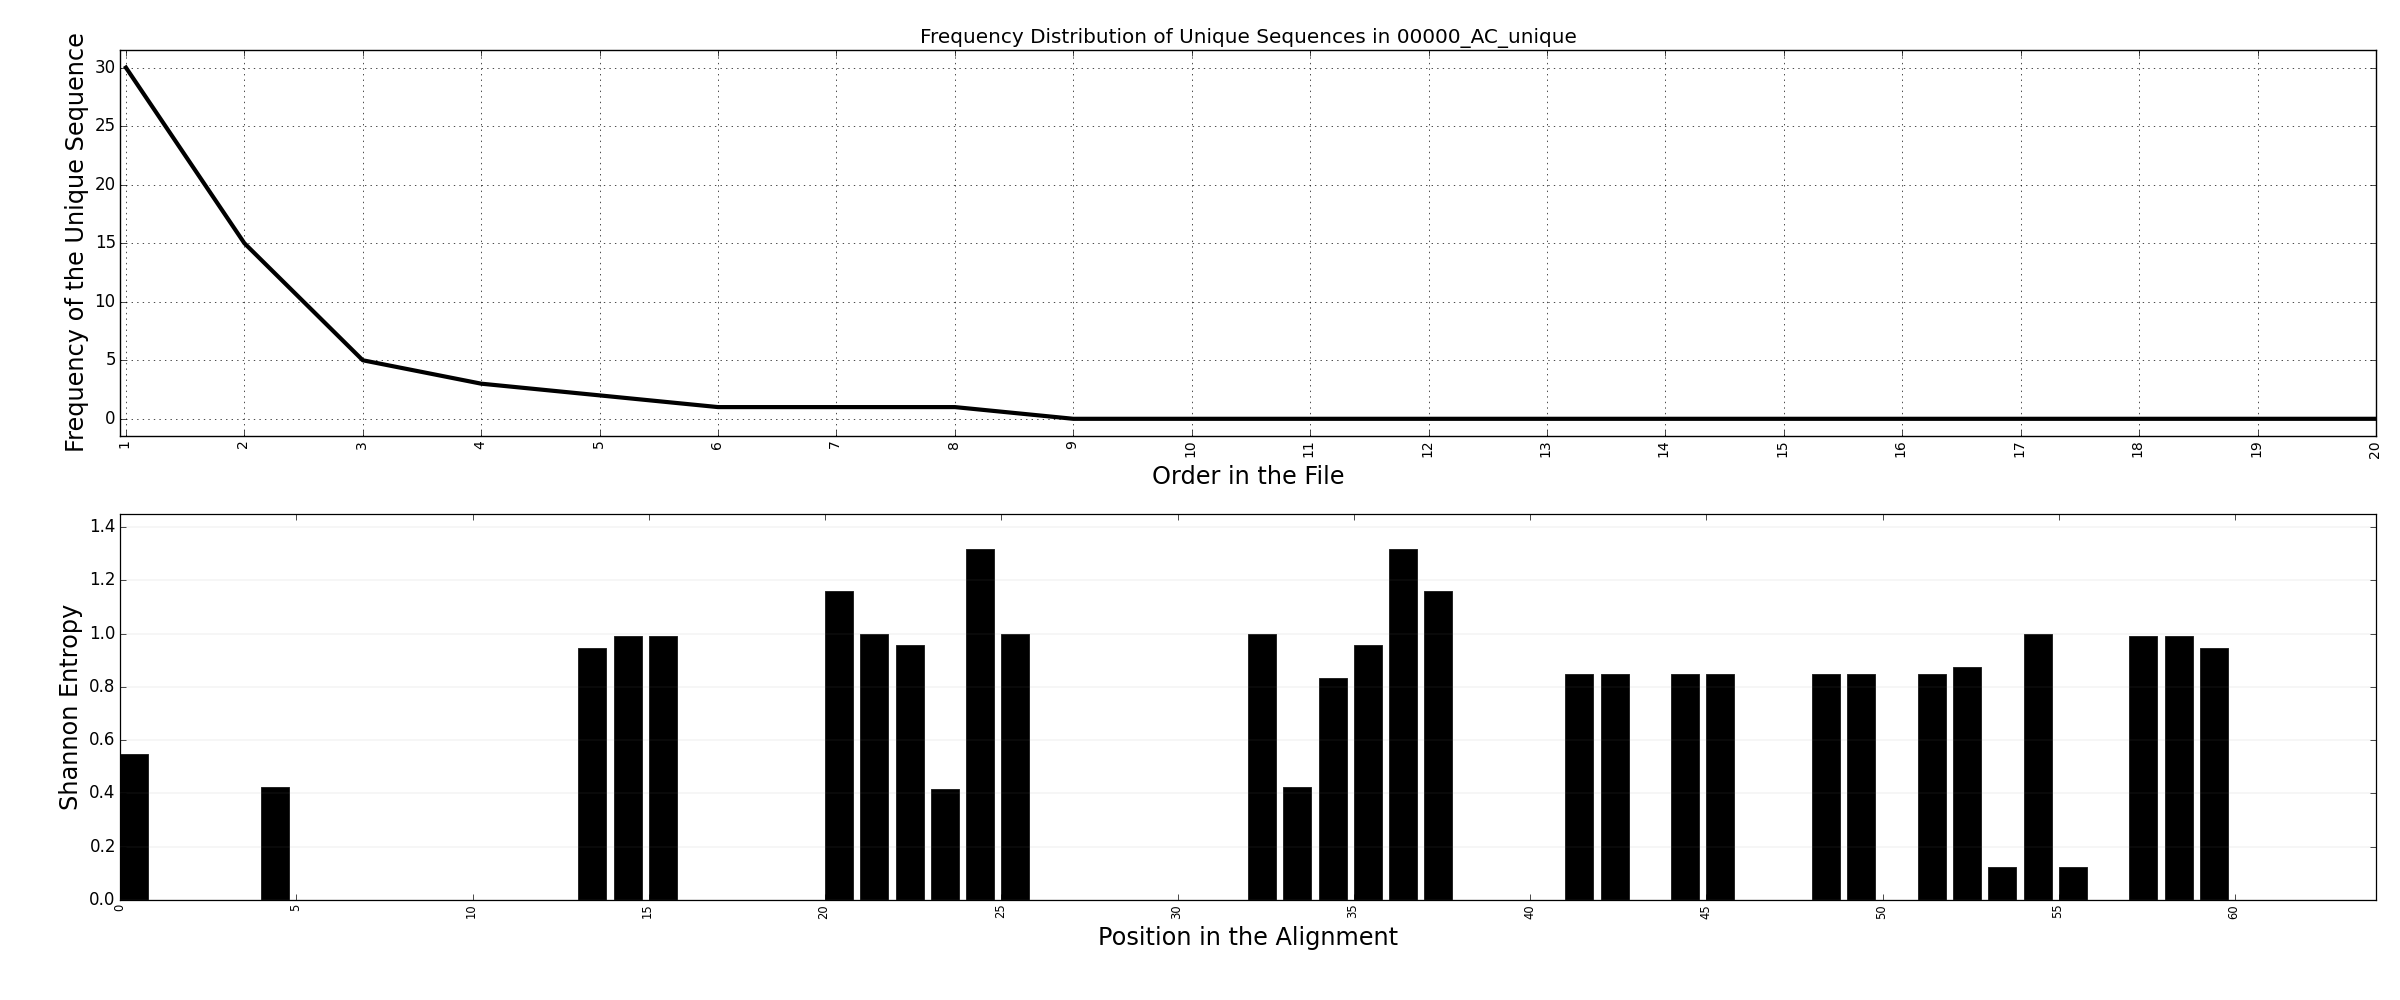 Frequency Distribution of Unique Sequences in 00000_AC_unique
Frequency of the Unique Sequence
30
25
20
15
10
5
0
1 2 3 4 5 6 7 8 9 10 11 12 13 14 15 16 17 18 19 20
Order in the File
Shannon Entropy
1.4
1.2
1.0
0.8
0.6
0.4
0.2
0.0
0 5 10 15 20 25 30 35 40 45 50 55 60
Position in the Alignment